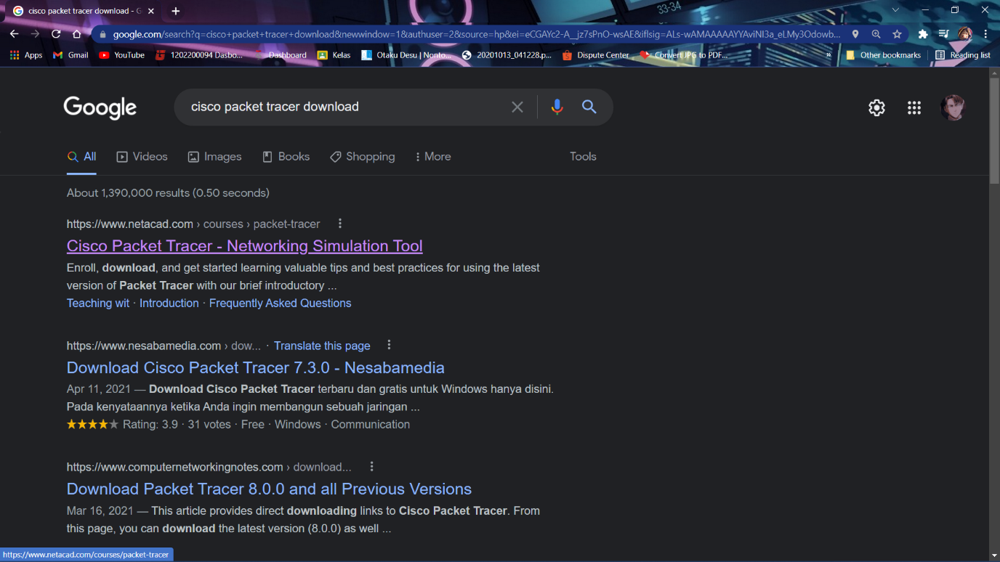 cisco packet tracer download - G
33-34
google.com/search?q=cisco+packet+tracer+download&newwindow=1&authuser=2&source=hp&ei=eCGAYc2-A__jz7sPnO-wsAE&iflsig=ALs-wAMAAAAAYYAviNI3a_eLMy3Odowb...
Apps Gmail YouTube 1202200094 Dasbo... Dashboard Kelas Otaku Desu | Nonto... 20201013_041228.p... Dispute Center Convert JPG to PDF... » Other bookmarks Reading list
Google cisco packet tracer download
All Videos Images Books Shopping More Tools
About 1,390,000 results (0.50 seconds)
https://www.netacad.com › courses › packet-tracer
Cisco Packet Tracer - Networking Simulation Tool
Enroll, download, and get started learning valuable tips and best practices for using the latest
version of Packet Tracer with our brief introductory ...
Teaching wit · Introduction · Frequently Asked Questions
https://www.nesabamedia.com › dow... · Translate this page
Download Cisco Packet Tracer 7.3.0 - Nesabamedia
Apr 11, 2021 — Download Cisco Packet Tracer terbaru dan gratis untuk Windows hanya disini.
Pada kenyataannya ketika Anda ingin membangun sebuah jaringan ...
Rating: 3.9 · 31 votes · Free · Windows · Communication
https://www.computernetworkingnotes.com › download...
Download Packet Tracer 8.0.0 and all Previous Versions
Mar 16, 2021 — This article provides direct downloading links to Cisco Packet Tracer. From
this page, you can download the latest version (8.0.0) as well ...
https://www.netacad.com/courses/packet-tracer